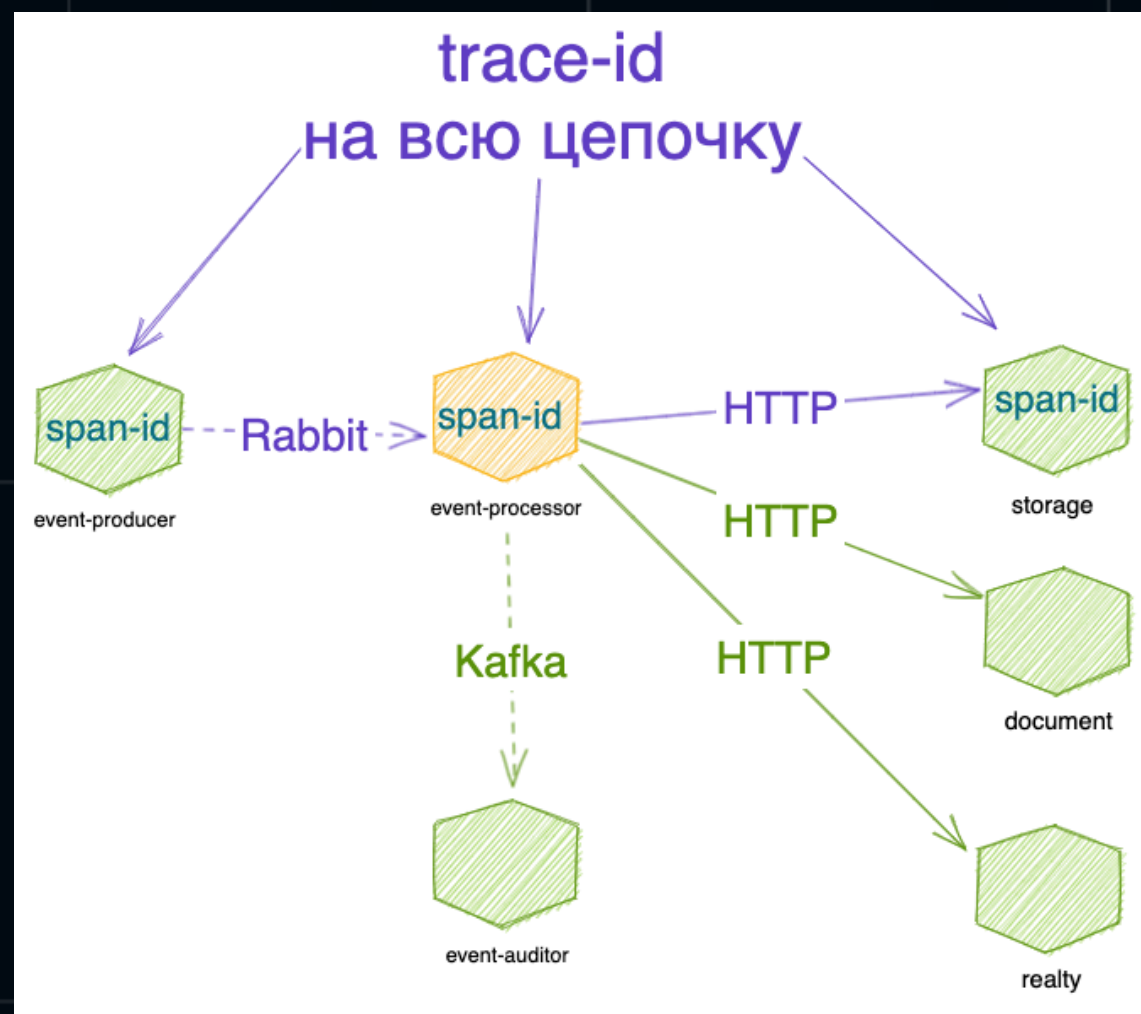 trace-id
на всю цепочку
span-id
Rabbit
span-id
HTTP
span-id
event-producer
event-processor
storage
HTTP
document
Kafka
HTTP
event-auditor
realty